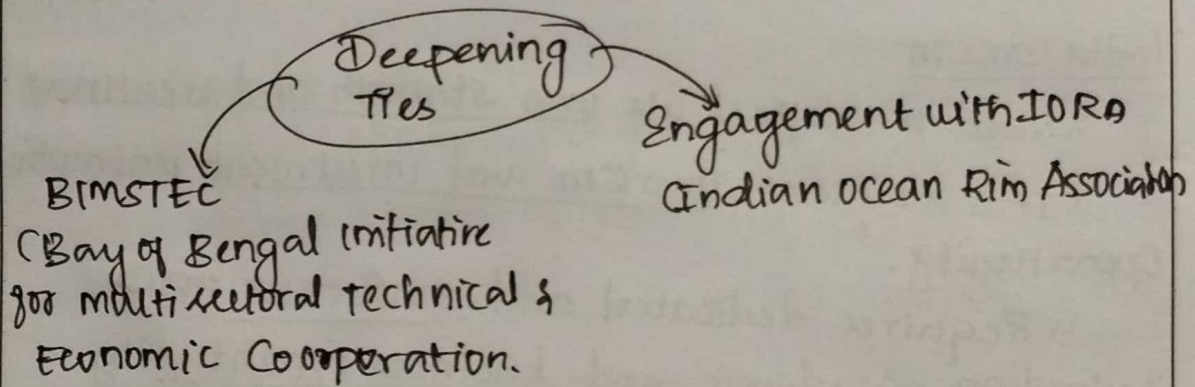 Deepening
Ties
Engagement with IORA
(Indian ocean Rim Association
BIMSTEC
(Bay of Bengal initiative
for multi sectoral technical &
Economic Coorperation.